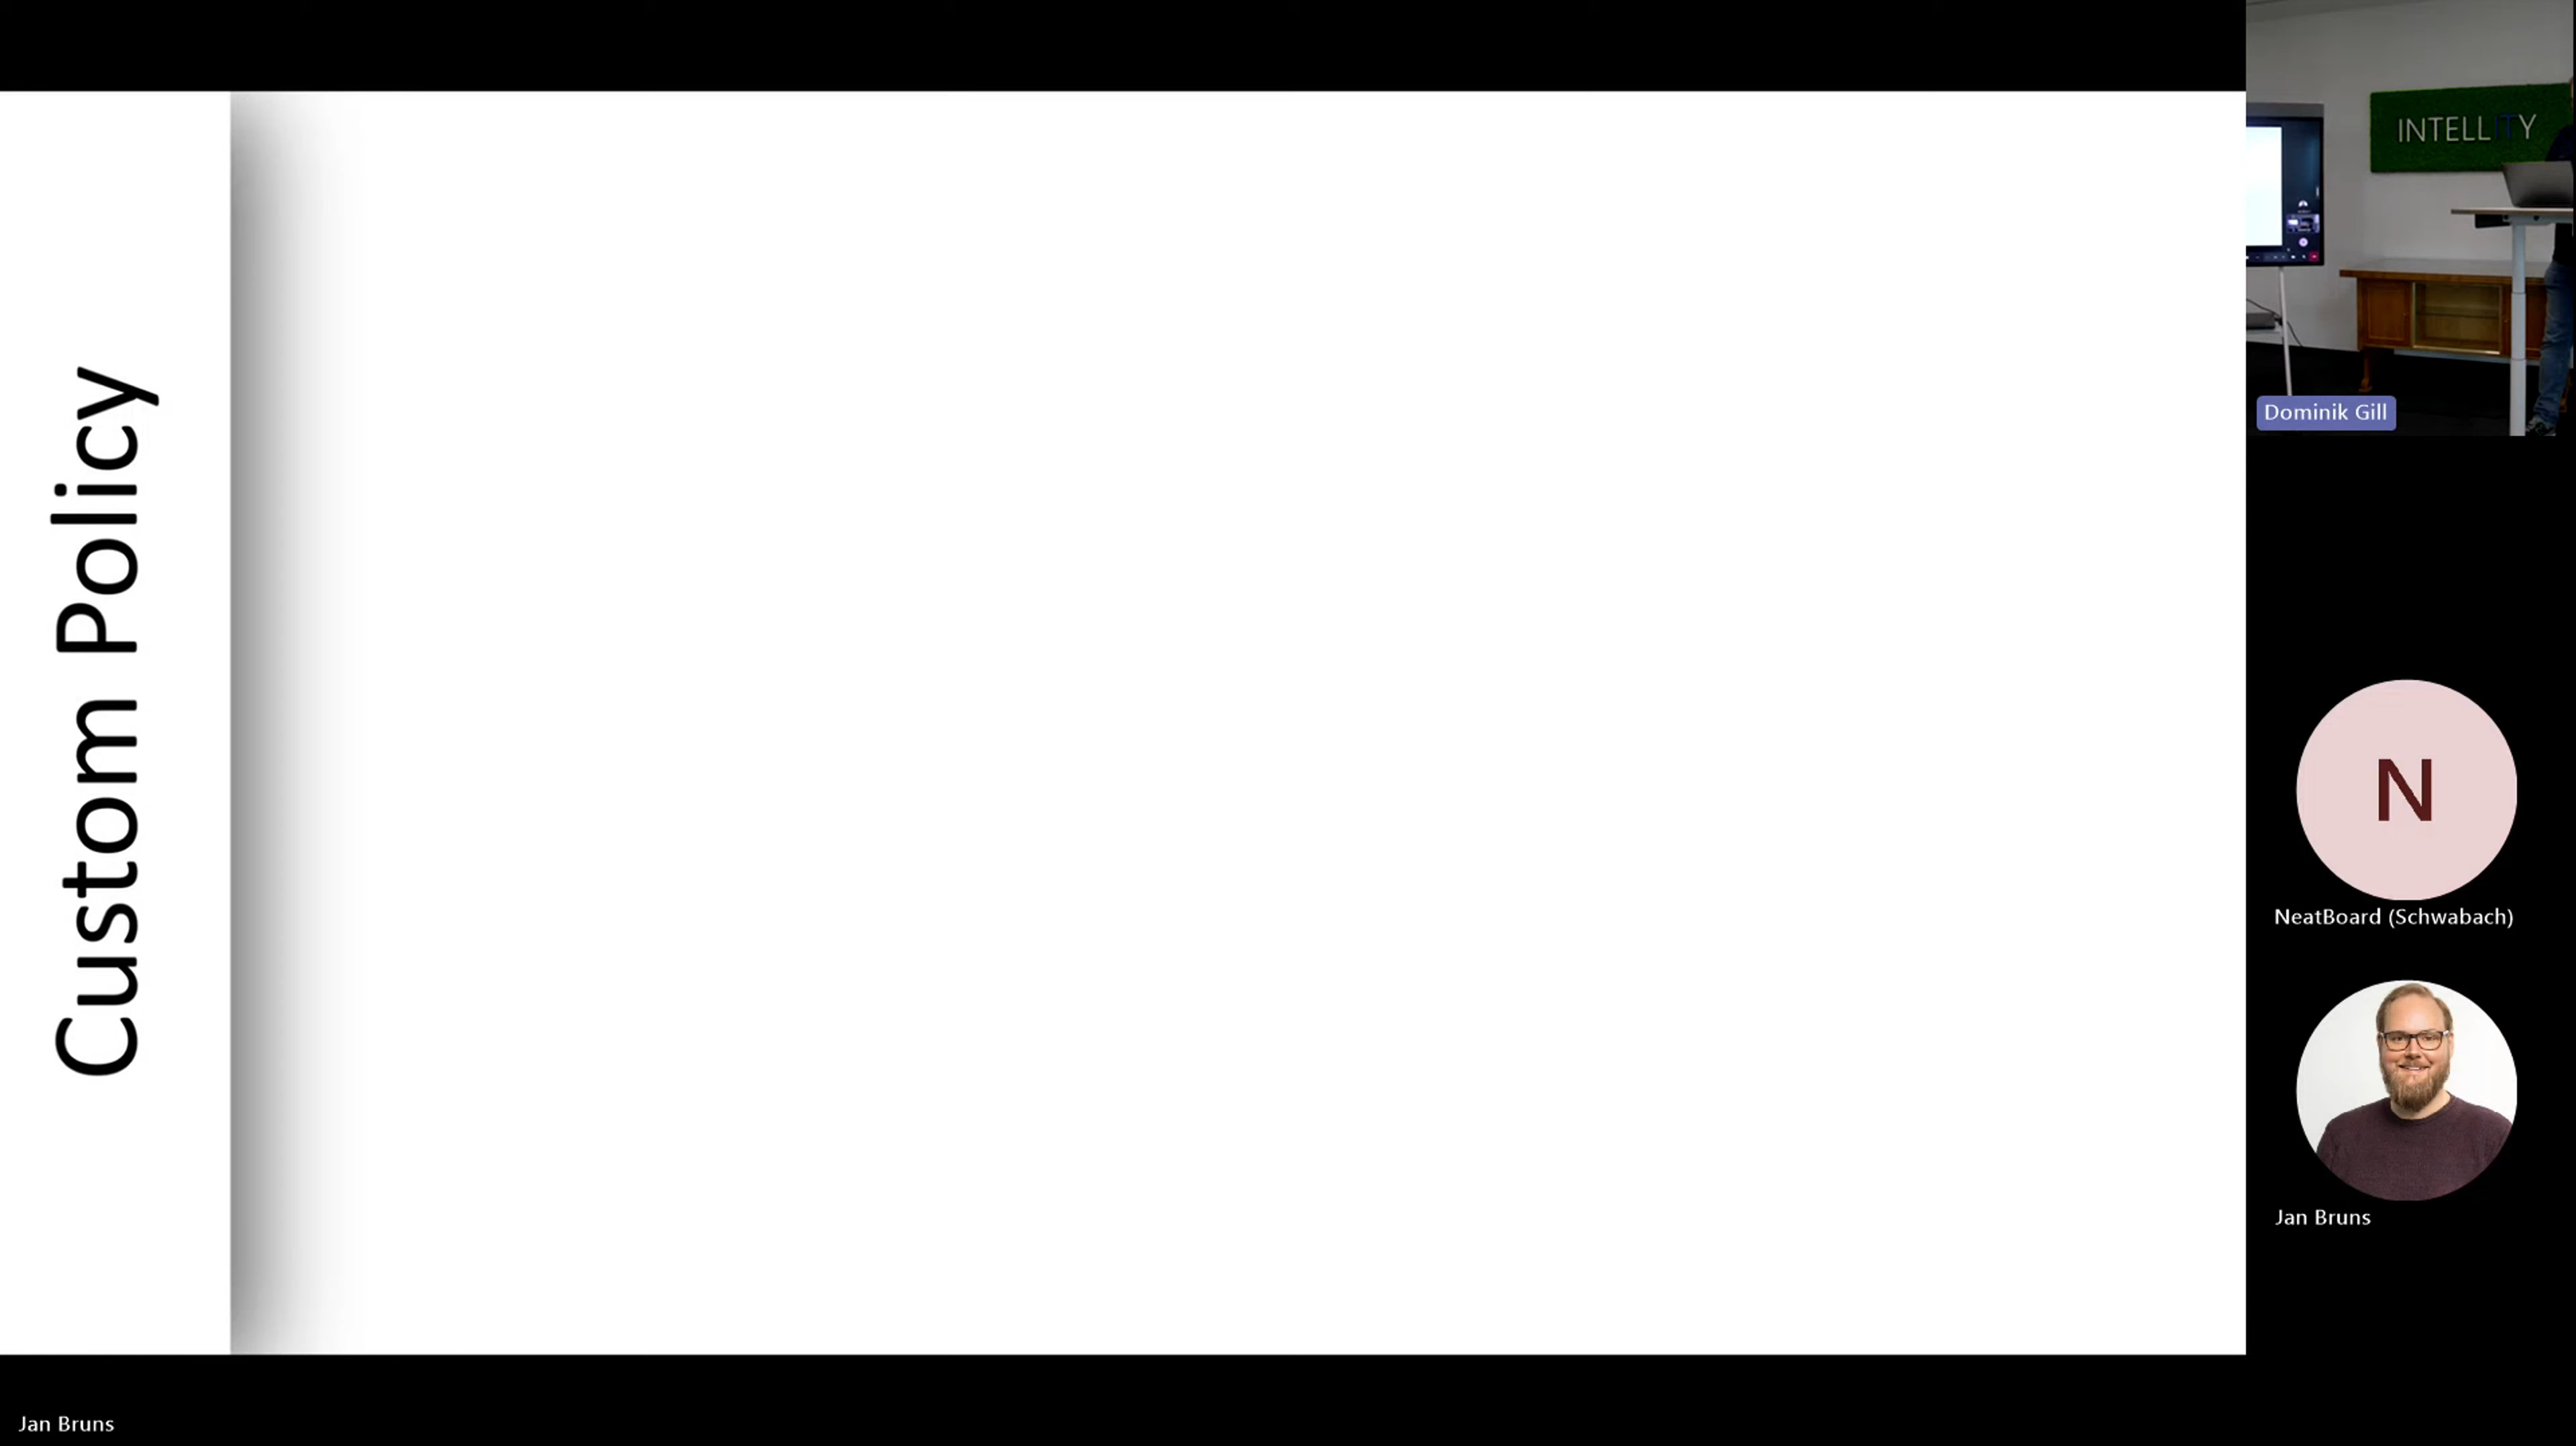 Custom Policy
INTELLITY
Dominik Gill
N
NeatBoard (Schwabach)
Jan Bruns
Jan Bruns